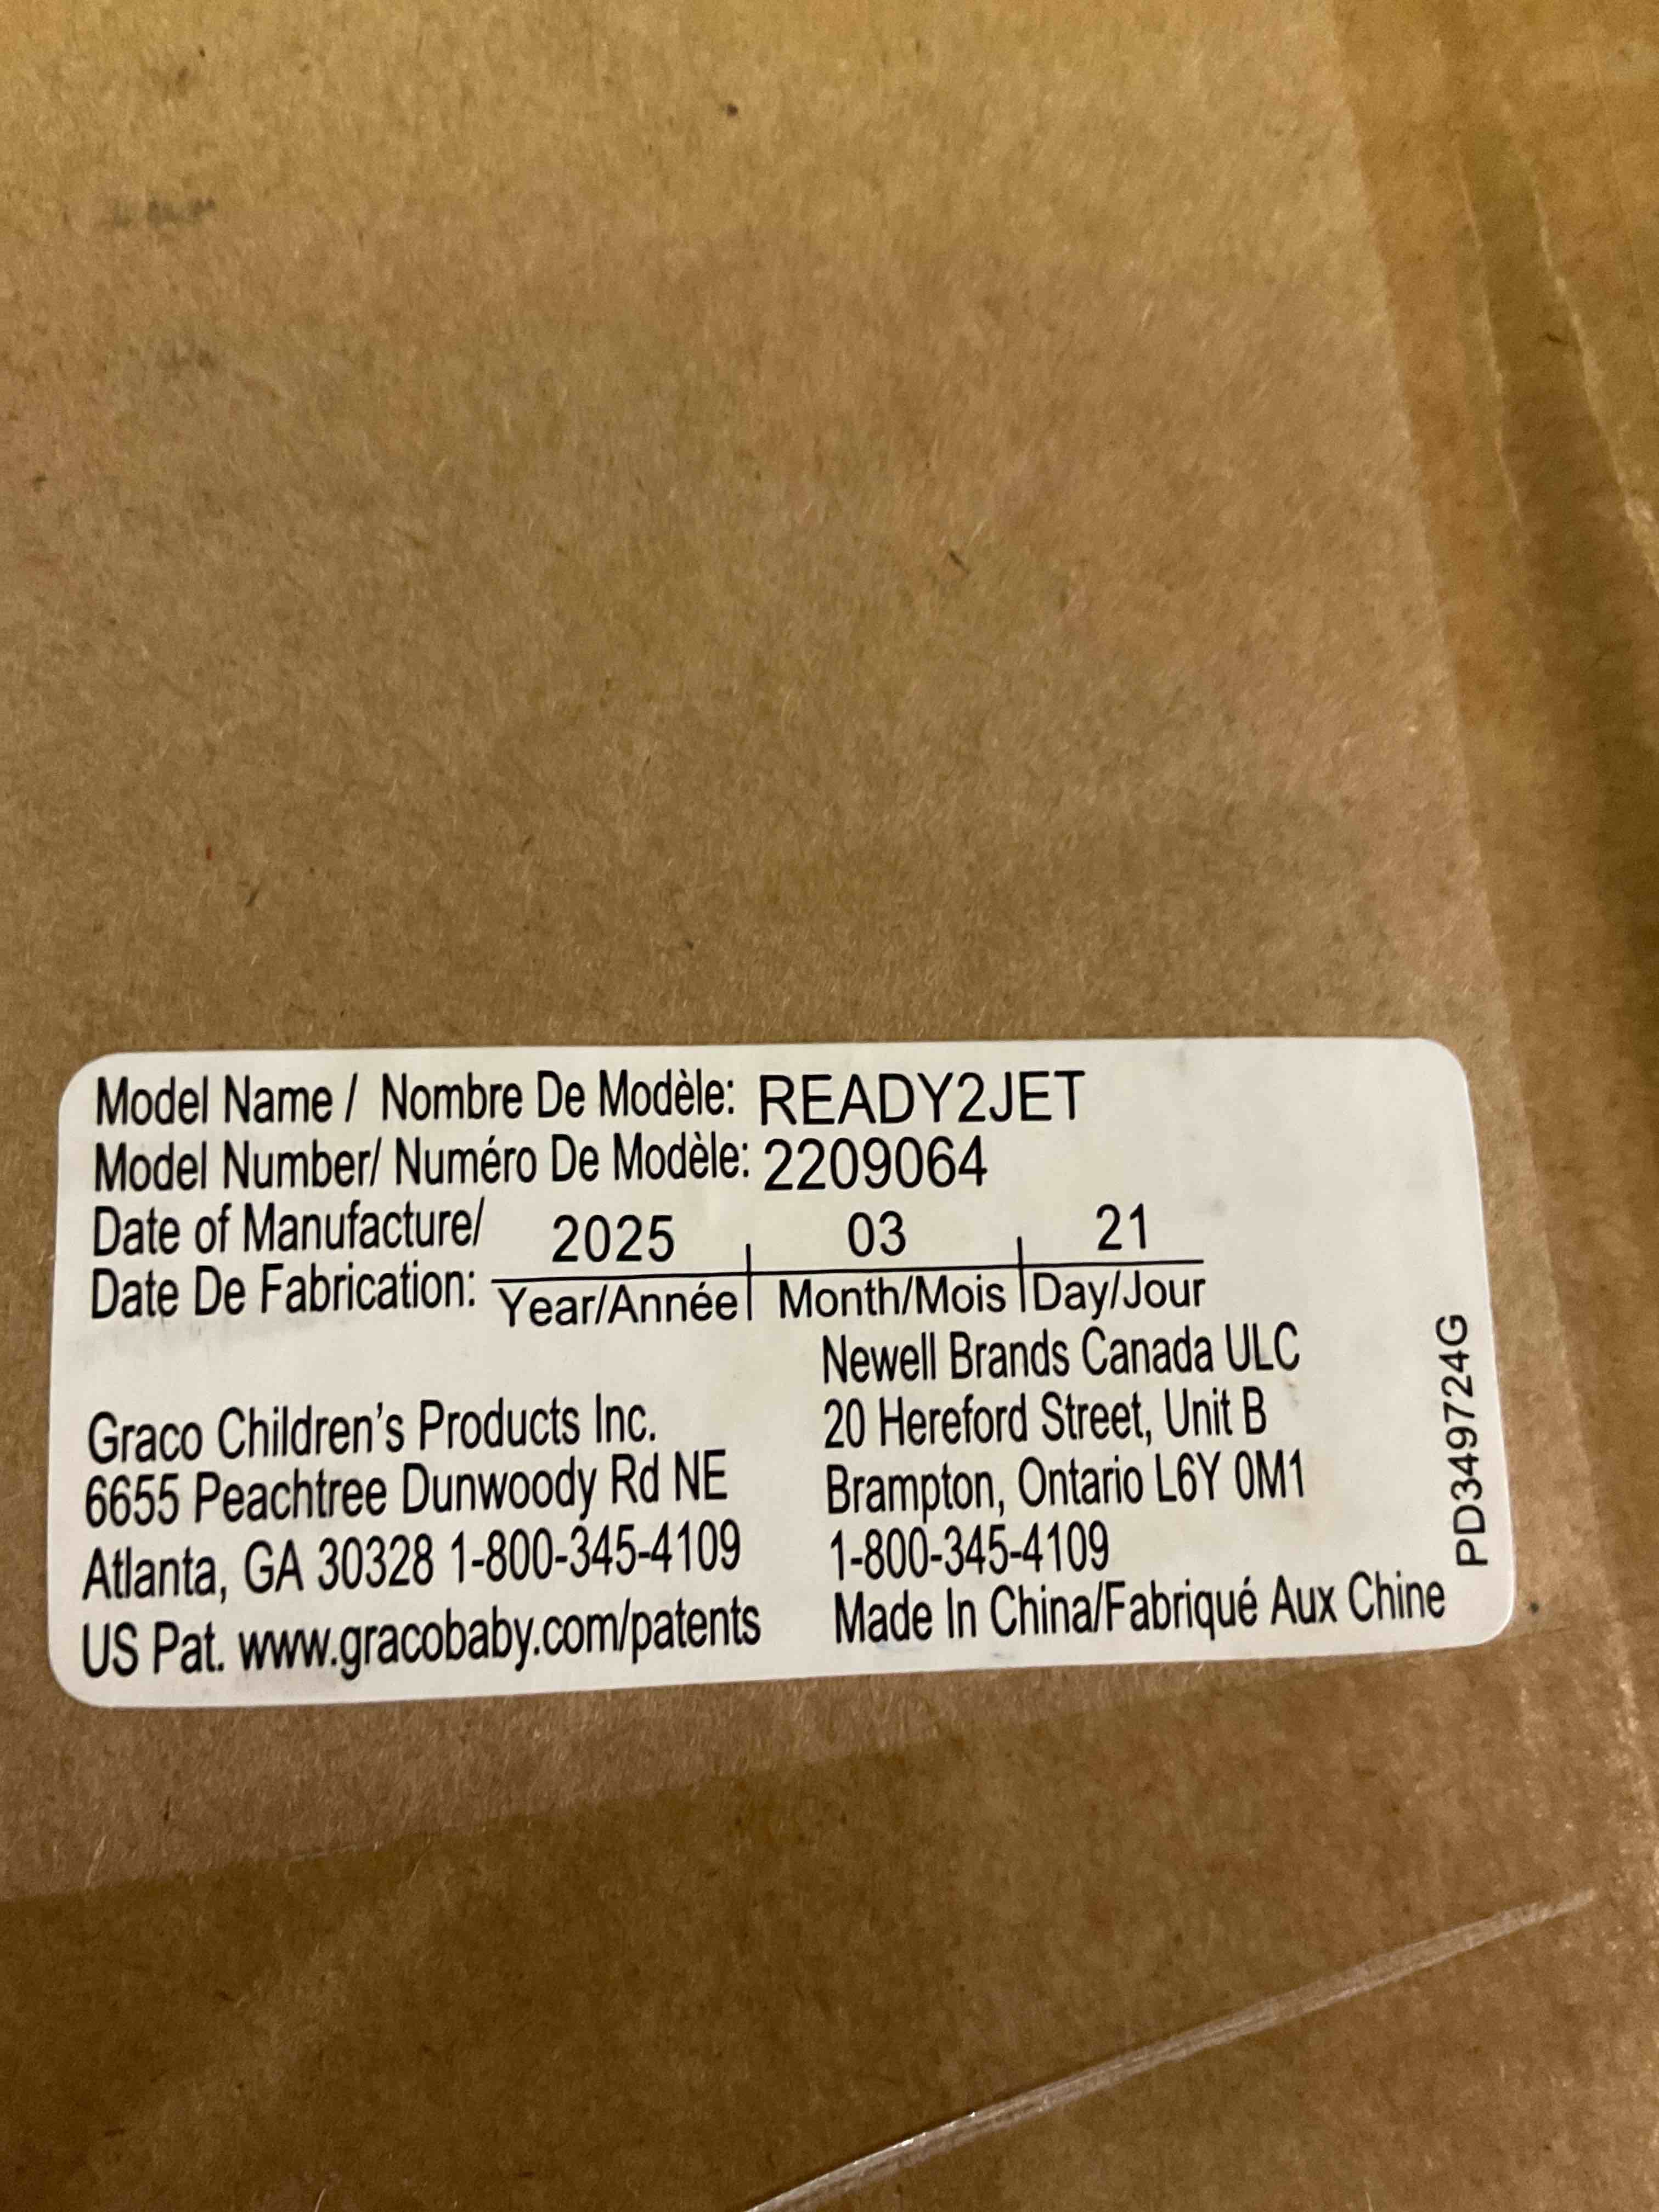 Model Name / Nombre De Modèle: READY2JET
Model Number/ Numéro De Modèle: 2209064
Date of Manufacture/ 2025 03 21
Date De Fabrication: Year/Année Month/Mois Day/Jour
Graco Children's Products Inc.
6655 Peachtree Dunwoody Rd NE
Atlanta, GA 30328 1-800-345-4109
US Pat. www.gracobaby.com/patents
Newell Brands Canada ULC
20 Hereford Street, Unit B
Brampton, Ontario L6Y 0M1
1-800-345-4109
Made In China/Fabriqué Aux Chine
PD349724G